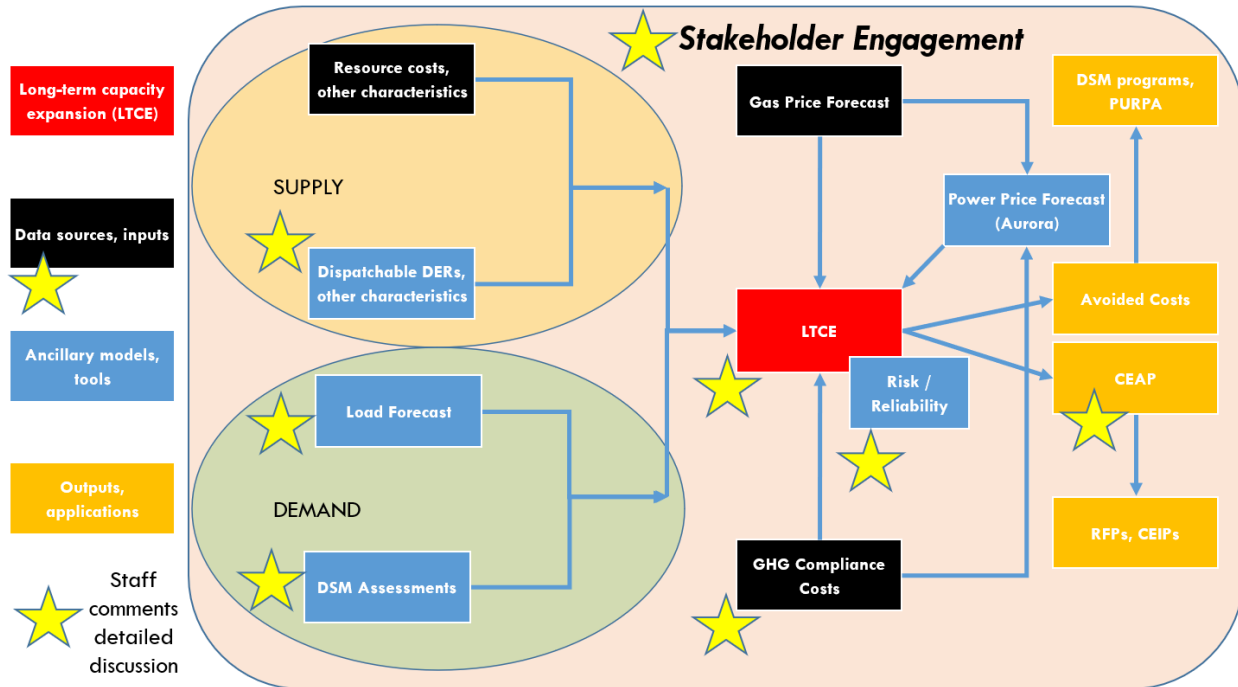 Stakeholder Engagement
Long-term capacity
expansion (LTCE)
Data sources, inputs
Ancillary models,
tools
Outputs,
applications
Staff
comments
detailed
discussion
Resource costs,
other characteristics
SUPPLY
Dispatchable DERs,
other characteristics
Load Forecast
DEMAND
DSM Assessments
Gas Price Forecast
Power Price Forecast
(Aurora)
LTCE
Risk /
Reliability
GHG Compliance
Costs
DSM programs,
PURPA
Avoided Costs
CEAP
RFPs, CEIPs